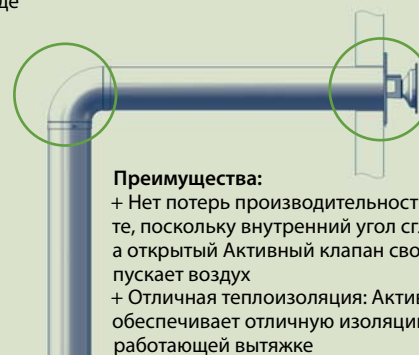 де
Преимущества:
+ Нет потерь производительност
те, поскольку внутренний угол сг
а открытый Активный клапан сво
пускает воздух
+ Отличная теплоизоляция: Актив
обеспечивает отличную изоляци
работающей вытяжке